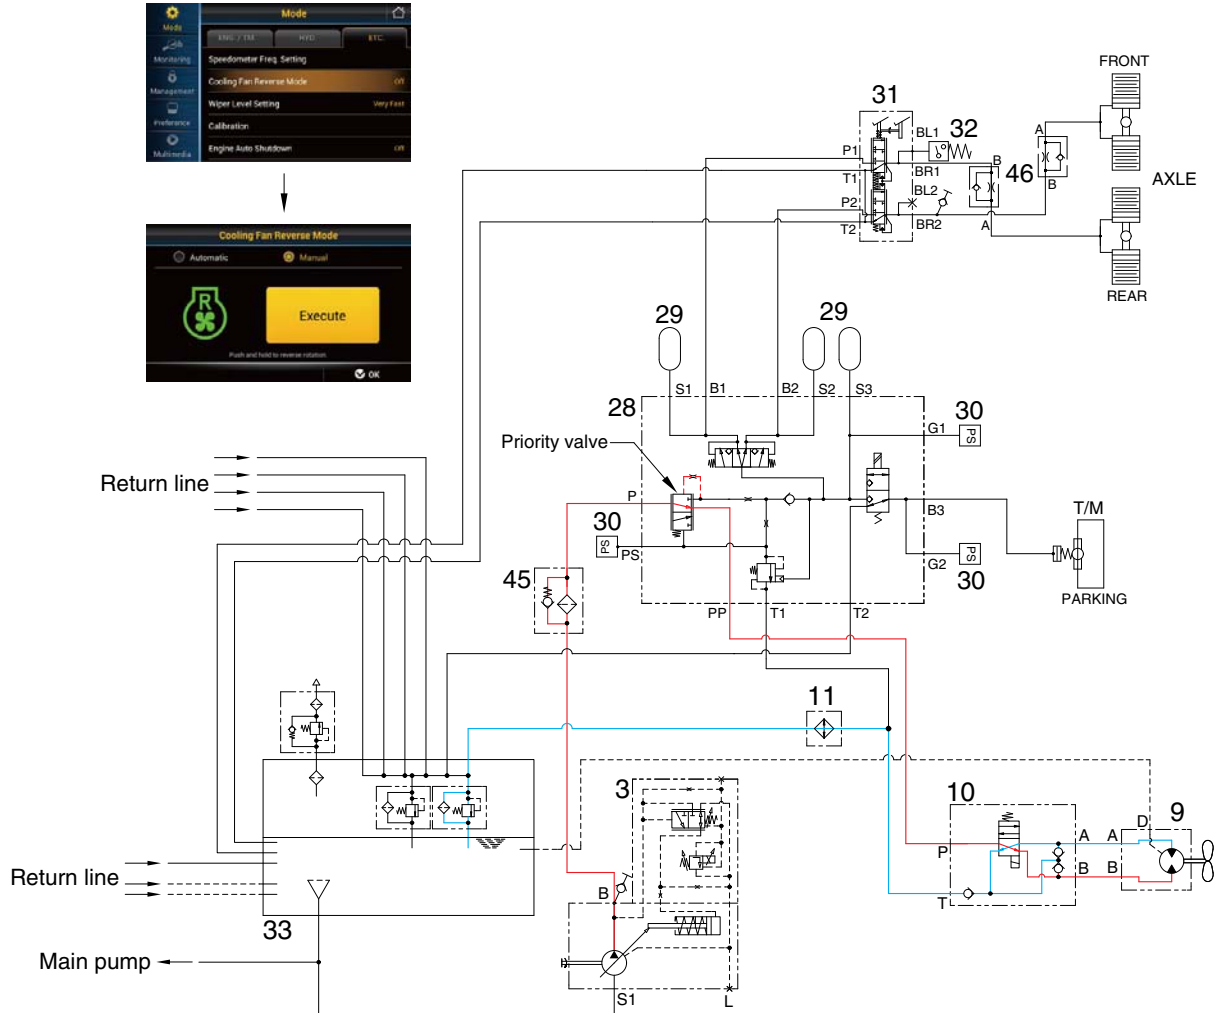 Mode
Mode
ENG. / TM.
HYD.
ETC.
Monitoring
Speedometer Freq. Setting
Cooling Fan Reverse Mode
Off
Management
Wiper Level Setting
Very Fast
Preference
Calibration
Engine Auto Shutdown
Off
Multimedia
Cooling Fan Reverse Mode
Automatic
Manual
R
Execute
Push and hold to reverse rotation.
OK
FRONT
31
BL1
32
P1
T1
BR1
BL2
P2
T2
BR2
A
B
46
B
A
AXLE
REAR
29
29
S1
B1
B2
S2
S3
28
Priority valve
G1
30
PS
P
30
PS
PS
B3
G2
PS
30
T/M
PARKING
Return line
45
PP
T1
T2
11
3
10
9
D
P
A
A
B
B
T
B
Return line
33
Main pump
S1
L